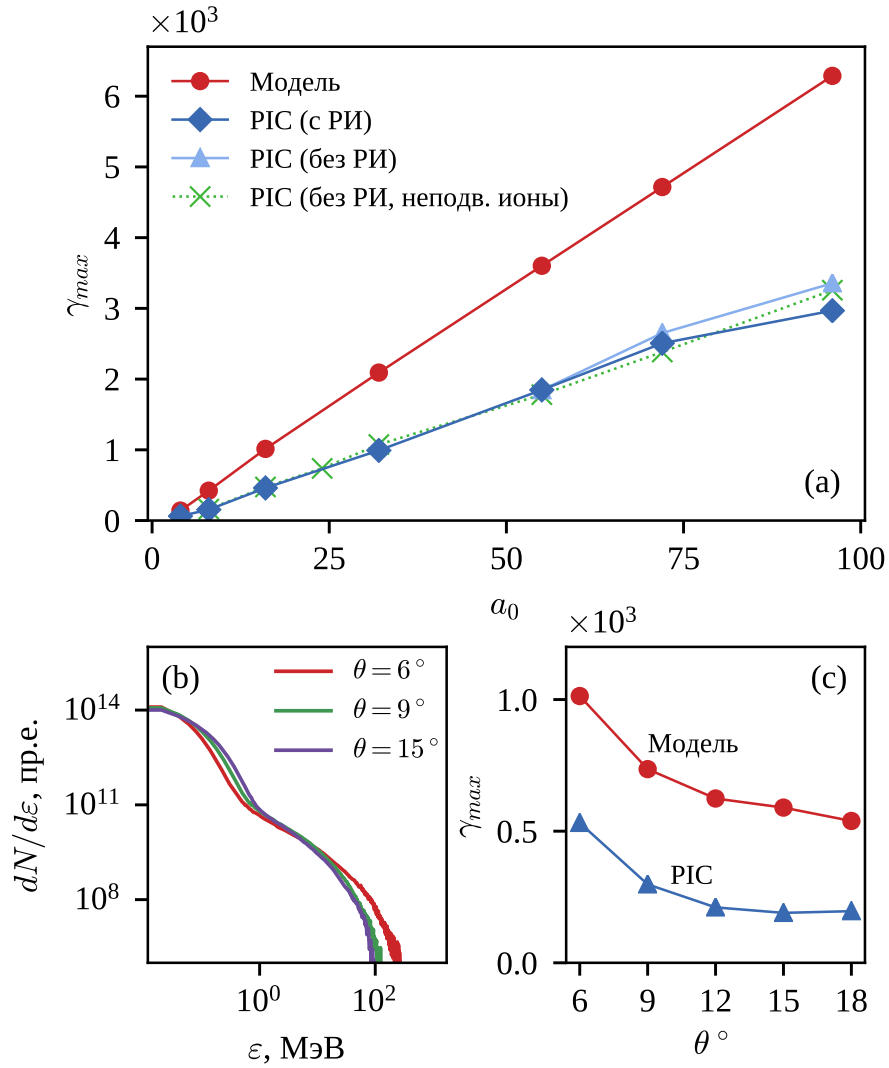 ×10³
6
5
4
3
2
1
0
γmax
Модель
PIC (с РИ)
PIC (без РИ)
PIC (без РИ, неподв. ионы)
(a)
0 25 50 75 100
a₀
(b)
θ = 6°
θ = 9°
θ = 15°
10¹⁴
10¹¹
10⁸
dN/dε, пр.е.
10⁰ 10²
ε, МэВ
×10³
(c)
1.0
0.5
0.0
γmax
Модель
PIC
6 9 12 15 18
θ°